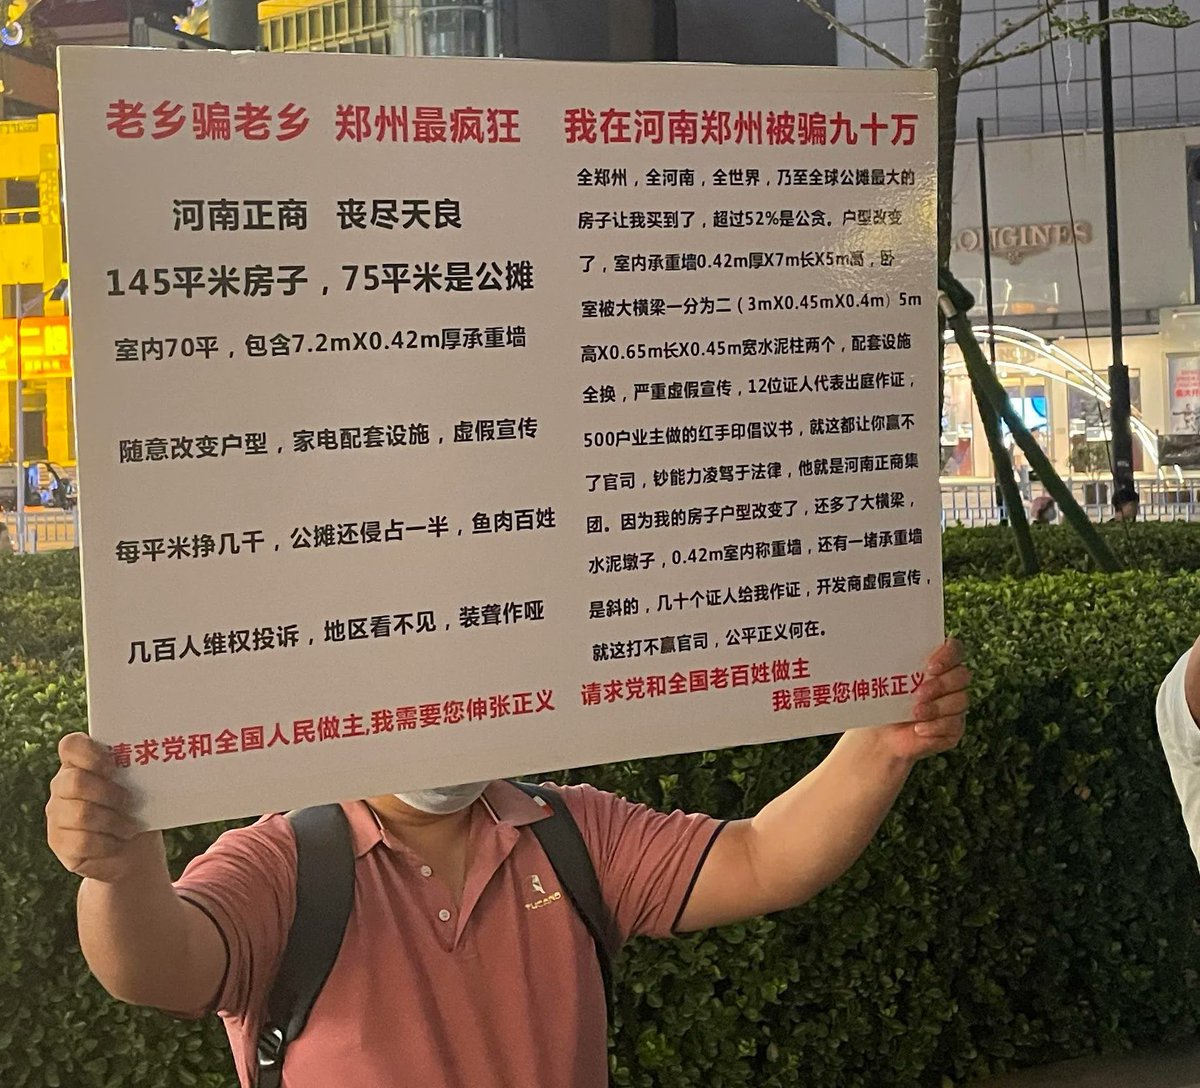 老乡骗老乡 郑州最疯狂
河南正商 丧尽天良
145平米房子，75平米是公摊
室内70平，包含7.2mX0.42m厚承重墙
随意改变户型，家电配套设施，虚假宣传
每平米挣几千，公摊还侵占一半，鱼肉百姓
几百人维权投诉，地区看不见，装聋作哑
请求党和全国人民做主,我需要您伸张正义
我在河南郑州被骗九十万
全郑州，全河南，全世界，乃至全球公摊最大的
房子让我买到了，超过52%是公贪。户型改变
了，室内承重墙0.42m厚X7m长X5m高，卧
室被大横梁一分为二（3mX0.45mX0.4m）5m
高X0.65m长X0.45m宽水泥柱两个，配套设施
全换，严重虚假宣传，12位证人代表出庭作证，
500户业主做的红手印倡议书，就这都让你赢不
了官司，钞能力凌驾于法律，他就是河南正商集
团。因为我的房子户型改变了，还多了大横梁，
水泥墩子，0.42m室内称重墙，还有一堵承重墙
是斜的，几十个证人给我作证，开发商虚假宣传，
就这打不赢官司，公平正义何在。
请求党和全国老百姓做主
我需要您伸张正义
LONGINES
TUCANO